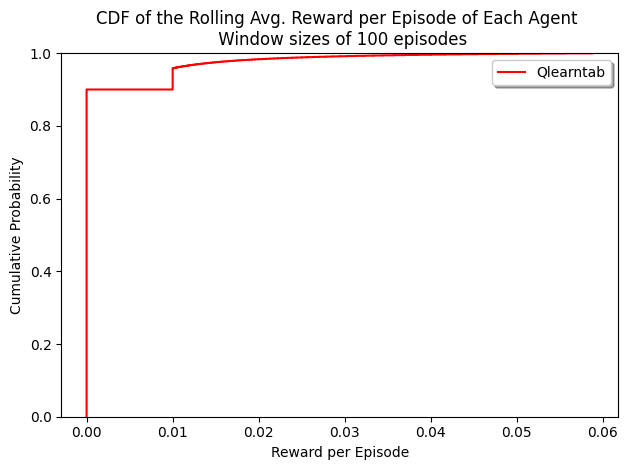 CDF of the Rolling Avg. Reward per Episode of Each Agent
Window sizes of 100 episodes
Qlearntab
Cumulative Probability
1.0
0.8
0.6
0.4
0.2
0.0
0.00 0.01 0.02 0.03 0.04 0.05 0.06
Reward per Episode